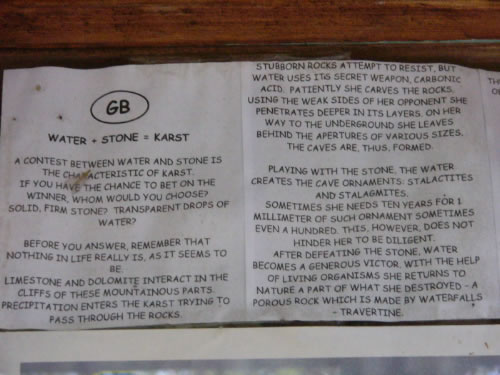 GB
WATER + STONE = KARST
A CONTEST BETWEEN WATER AND STONE IS
THE CHARACTERISTIC OF KARST.
IF YOU HAVE THE CHANCE TO BET ON THE
WINNER, WHOM WOULD YOU CHOOSE?
SOLID, FIRM STONE? TRANSPARENT DROPS OF
WATER?
BEFORE YOU ANSWER, REMEMBER THAT
NOTHING IN LIFE REALLY IS, AS IT SEEMS TO
BE.
LIMESTONE AND DOLOMITE INTERACT IN THE
CLIFFS OF THESE MOUNTAINOUS PARTS.
PRECIPITATION ENTERS THE KARST TRYING TO
PASS THROUGH THE ROCKS.
STUBBORN ROCKS ATTEMPT TO RESIST, BUT
WATER USES ITS SECRET WEAPON, CARBONIC
ACID. PATIENTLY SHE CARVES THE ROCKS,
USING THE WEAK SIDES OF HER OPPONENT SHE
PENETRATES DEEPER IN ITS LAYERS. ON HER
WAY TO THE UNDERGROUND SHE LEAVES
BEHIND THE APERTURES OF VARIOUS SIZES.
THE CAVES ARE, THUS, FORMED.
PLAYING WITH THE STONE, THE WATER
CREATES THE CAVE ORNAMENTS: STALACTITES
AND STALAGMITES.
SOMETIMES SHE NEEDS TEN YEARS FOR 1
MILLIMETER OF SUCH ORNAMENT SOMETIMES
EVEN A HUNDRED. THIS, HOWEVER, DOES NOT
HINDER HER TO BE DILIGENT.
AFTER DEFEATING THE STONE, WATER
BECOMES A GENEROUS VICTOR. WITH THE HELP
OF LIVING ORGANISMS SHE RETURNS TO
NATURE A PART OF WHAT SHE DESTROYED - A
POROUS ROCK WHICH IS MADE BY WATERFALLS
- TRAVERTINE.